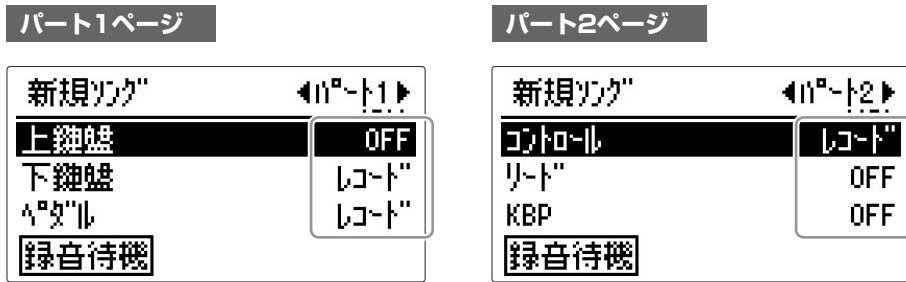 パート1ページ
新規ソング ◀パート1▶
上鍵盤 OFF
下鍵盤 レコード
ペダル レコード
録音待機
パート2ページ
新規ソング ◀パート2▶
コントロール レコード
リード OFF
KBP OFF
録音待機